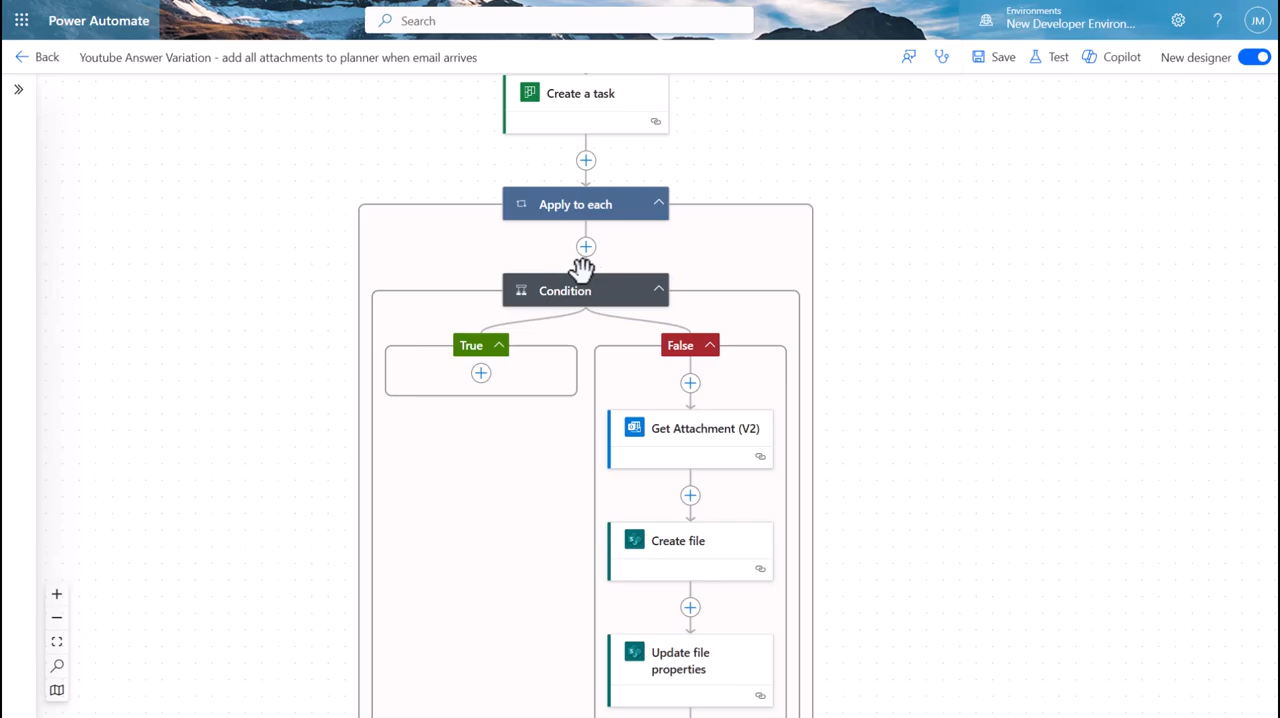 Power Automate
Search
Environments
New Developer Environ...
JM
Back
Youtube Answer Variation - add all attachments to planner when email arrives
Save
Test
Copilot
New designer
Create a task
Apply to each
Condition
True
False
Get Attachment (V2)
Create file
Update file
properties